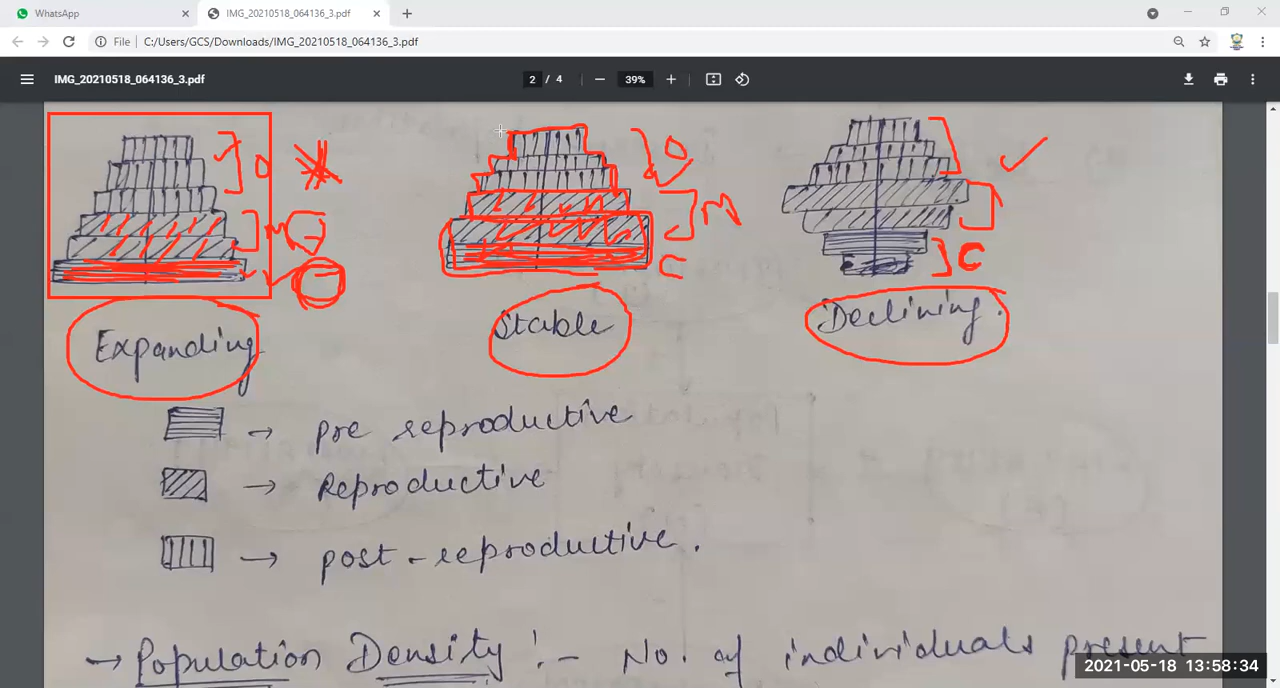 WhatsApp
IMG_20210518_064136_3.pdf
File C:/Users/GCS/Downloads/IMG_20210518_064136_3.pdf
IMG_20210518_064136_3.pdf
2 / 4
39%
O
O
M
M
C
C
Expanding
Stable
Declining.
→ pre reproductive
→ Reproductive
→ post-reproductive.
→ Population Density :- No. of individuals present
2021-05-18 13:58:34